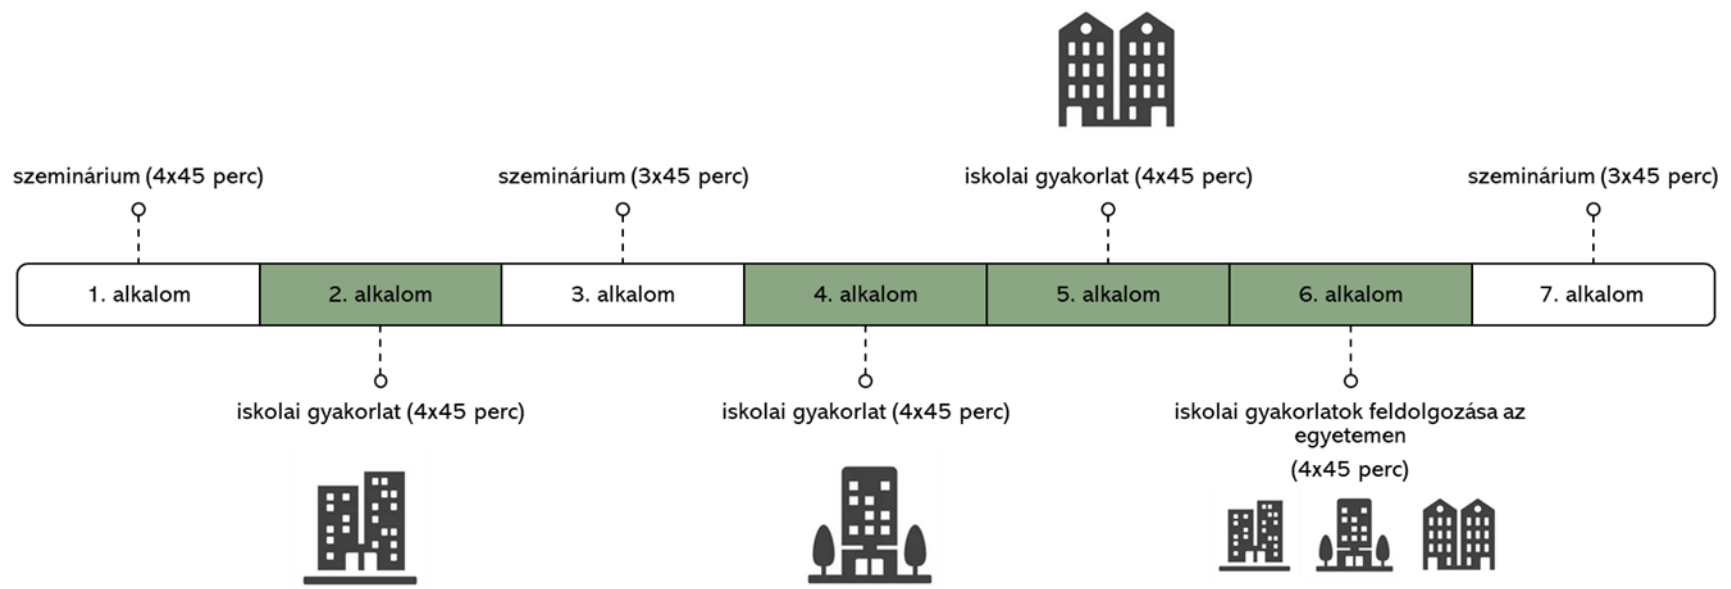 szeminárium (4x45 perc)
szeminárium (3x45 perc)
iskolai gyakorlat (4x45 perc)
szeminárium (3x45 perc)
1. alkalom
2. alkalom
3. alkalom
4. alkalom
5. alkalom
6. alkalom
7. alkalom
iskolai gyakorlat (4x45 perc)
iskolai gyakorlat (4x45 perc)
iskolai gyakorlatok feldolgozása az
egyetemen
(4x45 perc)